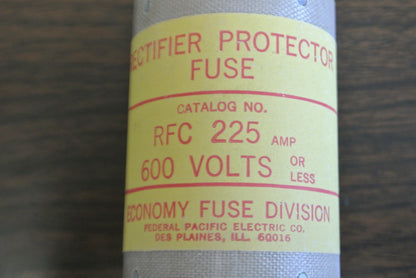 RECTIFIER PROTECTOR
FUSE
CATALOG NO.
RFC 225 AMP
600 VOLTS OR LESS
ECONOMY FUSE DIVISION
FEDERAL PACIFIC ELECTRIC CO.
DES PLAINES, ILL. 60016